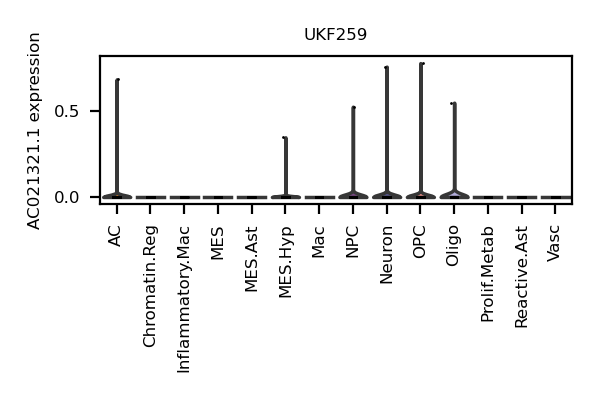 UKF259
AC021321.1 expression
0.5
0.0
AC
Chromatin.Reg
Inflammatory.Mac
MES
MES.Ast
MES.Hyp
Mac
NPC
Neuron
OPC
Oligo
Prolif.Metab
Reactive.Ast
Vasc